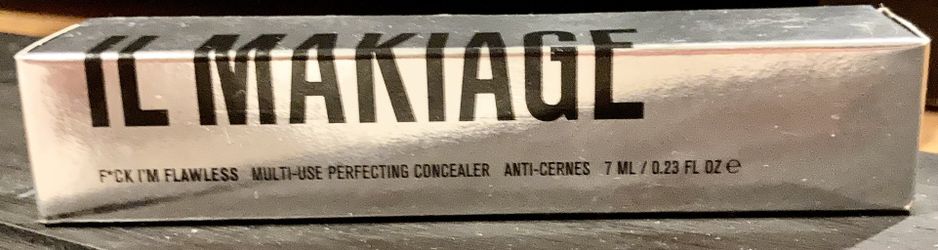 IL MAKIAGE
F*CK I'M FLAWLESS MULTI-USE PERFECTING CONCEALER ANTI-CERNES 7 ML / 0.23 FL OZ ℮